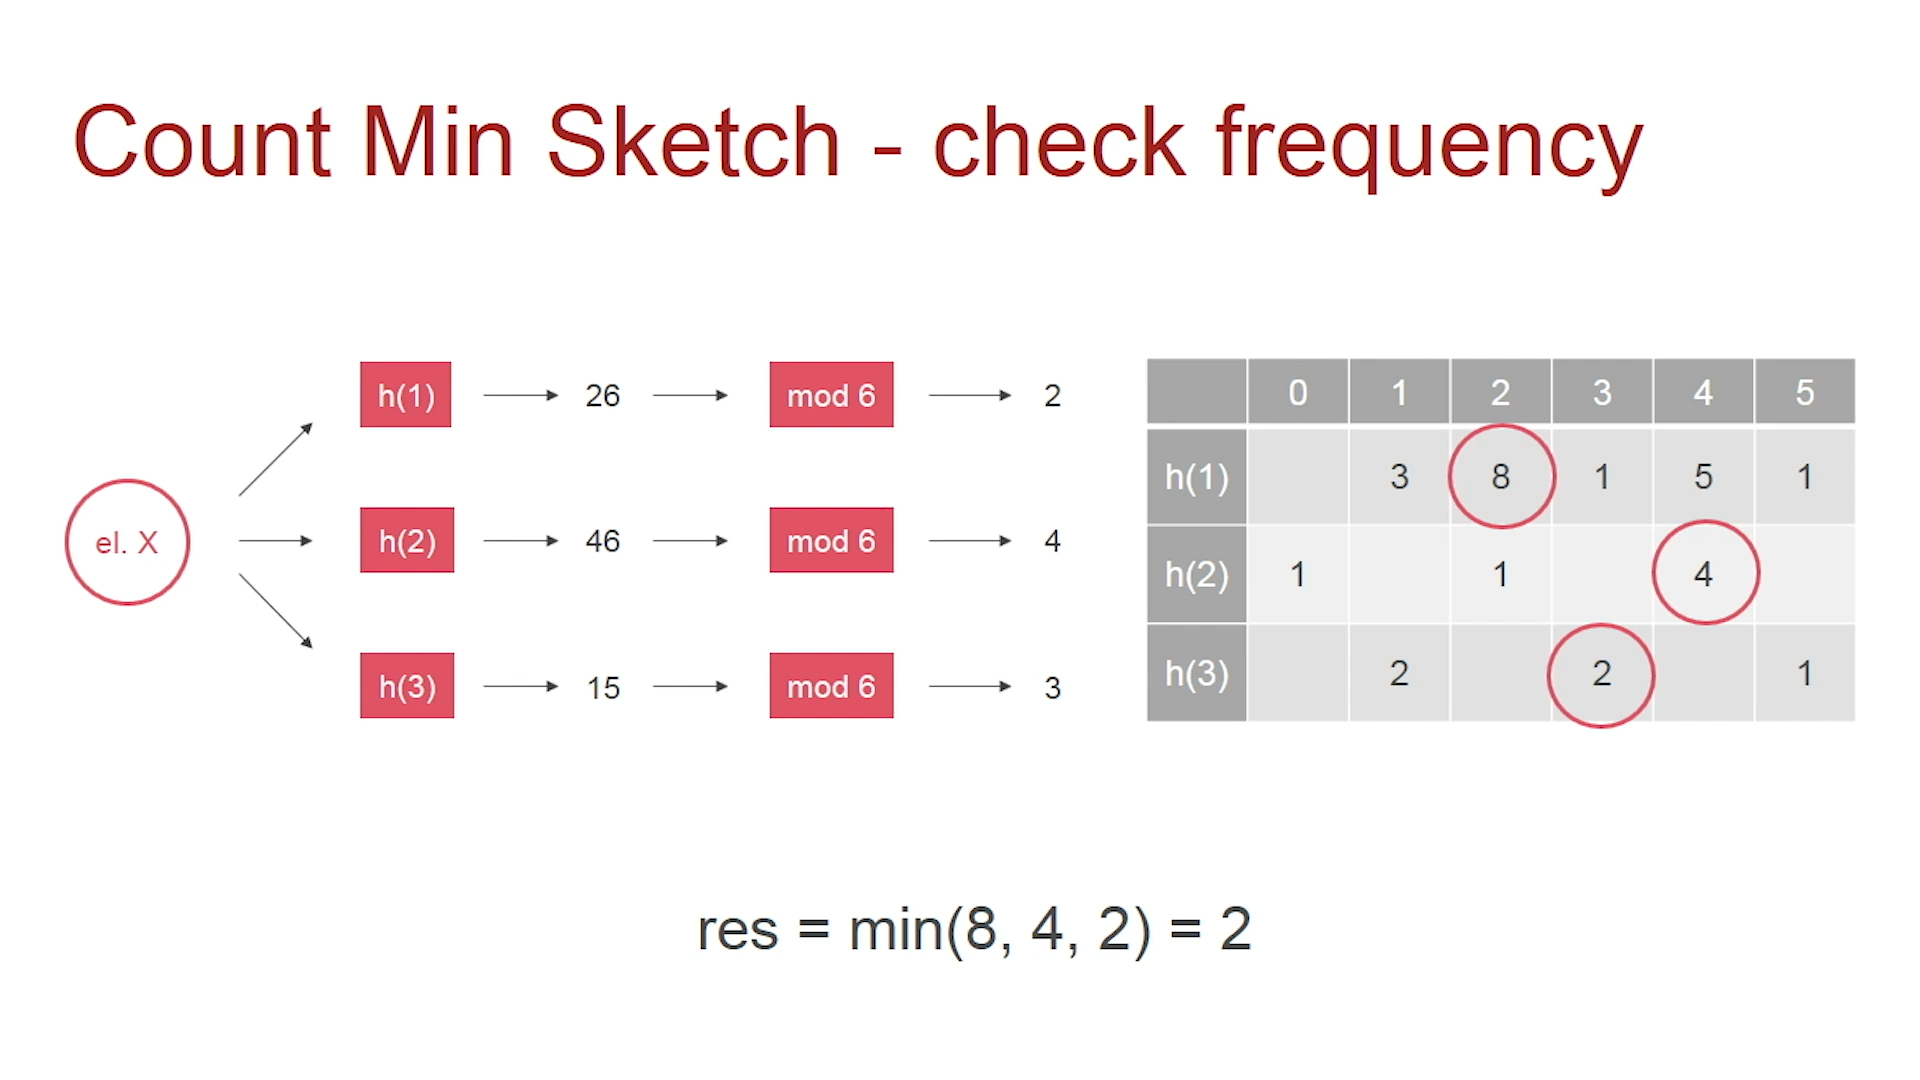 Count Min Sketch - check frequency
el. X
h(1) 26 mod 6 2
h(2) 46 mod 6 4
h(3) 15 mod 6 3
0 1 2 3 4 5
h(1) 3 8 1 5 1
h(2) 1 1 4
h(3) 2 2 1
res = min(8, 4, 2) = 2